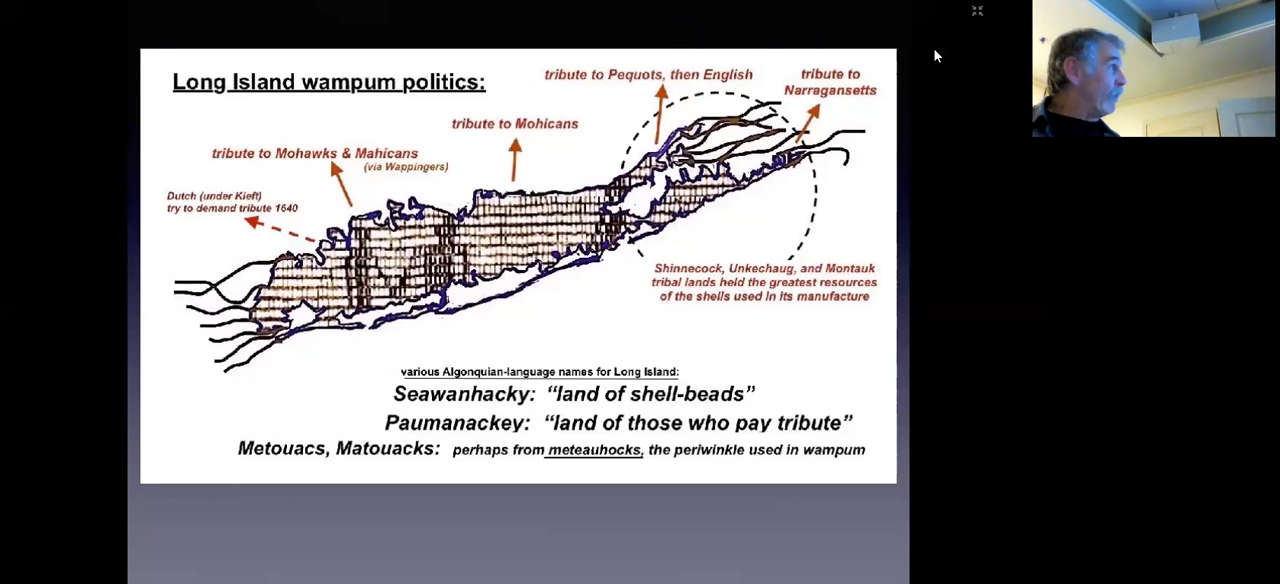 Long Island wampum politics:
tribute to Pequots, then English
tribute to
Narragansetts
tribute to Mohicans
tribute to Mohawks & Mahicans
(via Wappingers)
Dutch (under Kieft)
try to demand tribute 1640
Shinnecock, Unkechaug, and Montauk
tribal lands held the greatest resources
of the shells used in its manufacture
various Algonquian-language names for Long Island:
Seawanhacky: “land of shell-beads”
Paumanackey: “land of those who pay tribute”
Metouacs, Matouacks: perhaps from meteauhocks, the periwinkle used in wampum